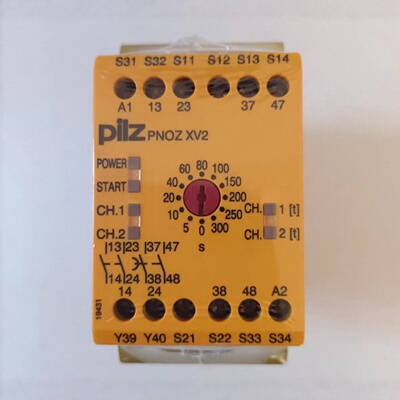 S31 S32 S11 S12 S13 S14
A1 13 23 37 47
pilz PNOZ XV2
POWER
START
CH.1
CH.2
60 80 100
40 150
20 200
10 250
5 0 300
s
CH. 1 [t]
CH. 2 [t]
13 23 37 47
14 24 38 48
14 24 38 48 A2
19431
Y39 Y40 S21 S22 S33 S34